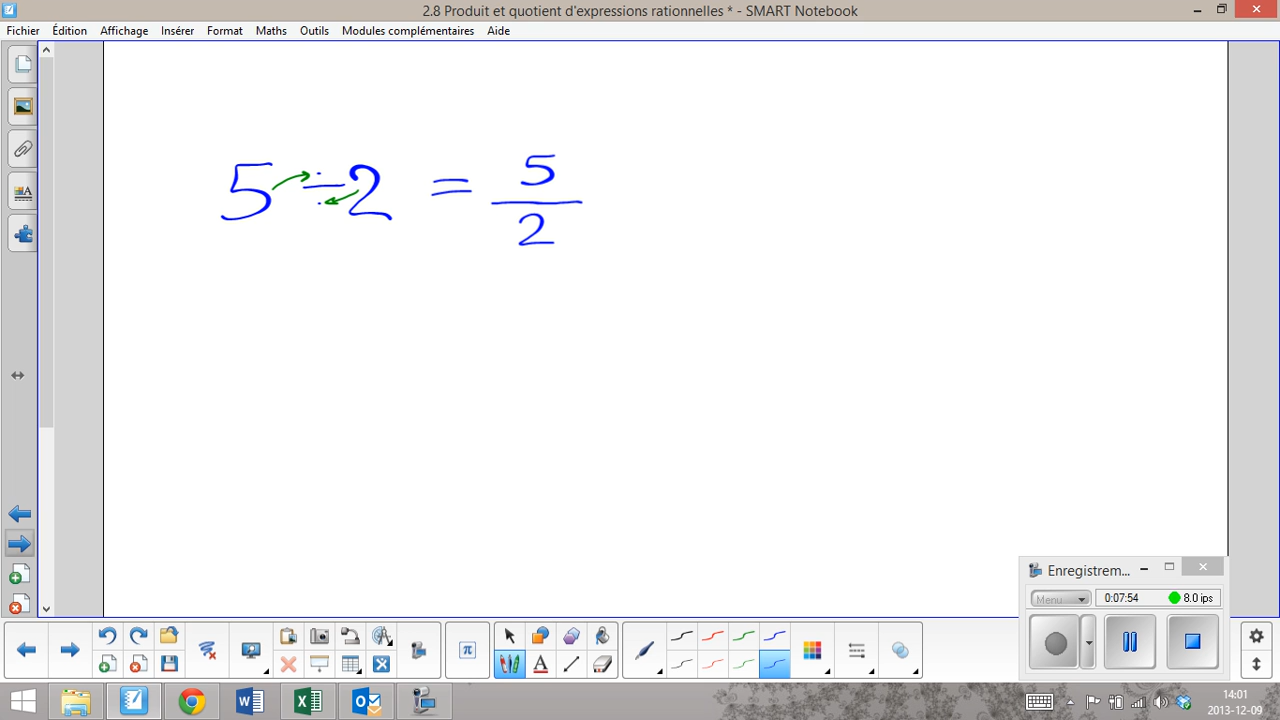 2.8 Produit et quotient d'expressions rationnelles * - SMART Notebook
Fichier Édition Affichage Insérer Format Maths Outils Modules complémentaires Aide
5 ÷ 2 = 5/2
Enregistrem...
Menu 0:07:54 8.0 ips
14:01
2013-12-09